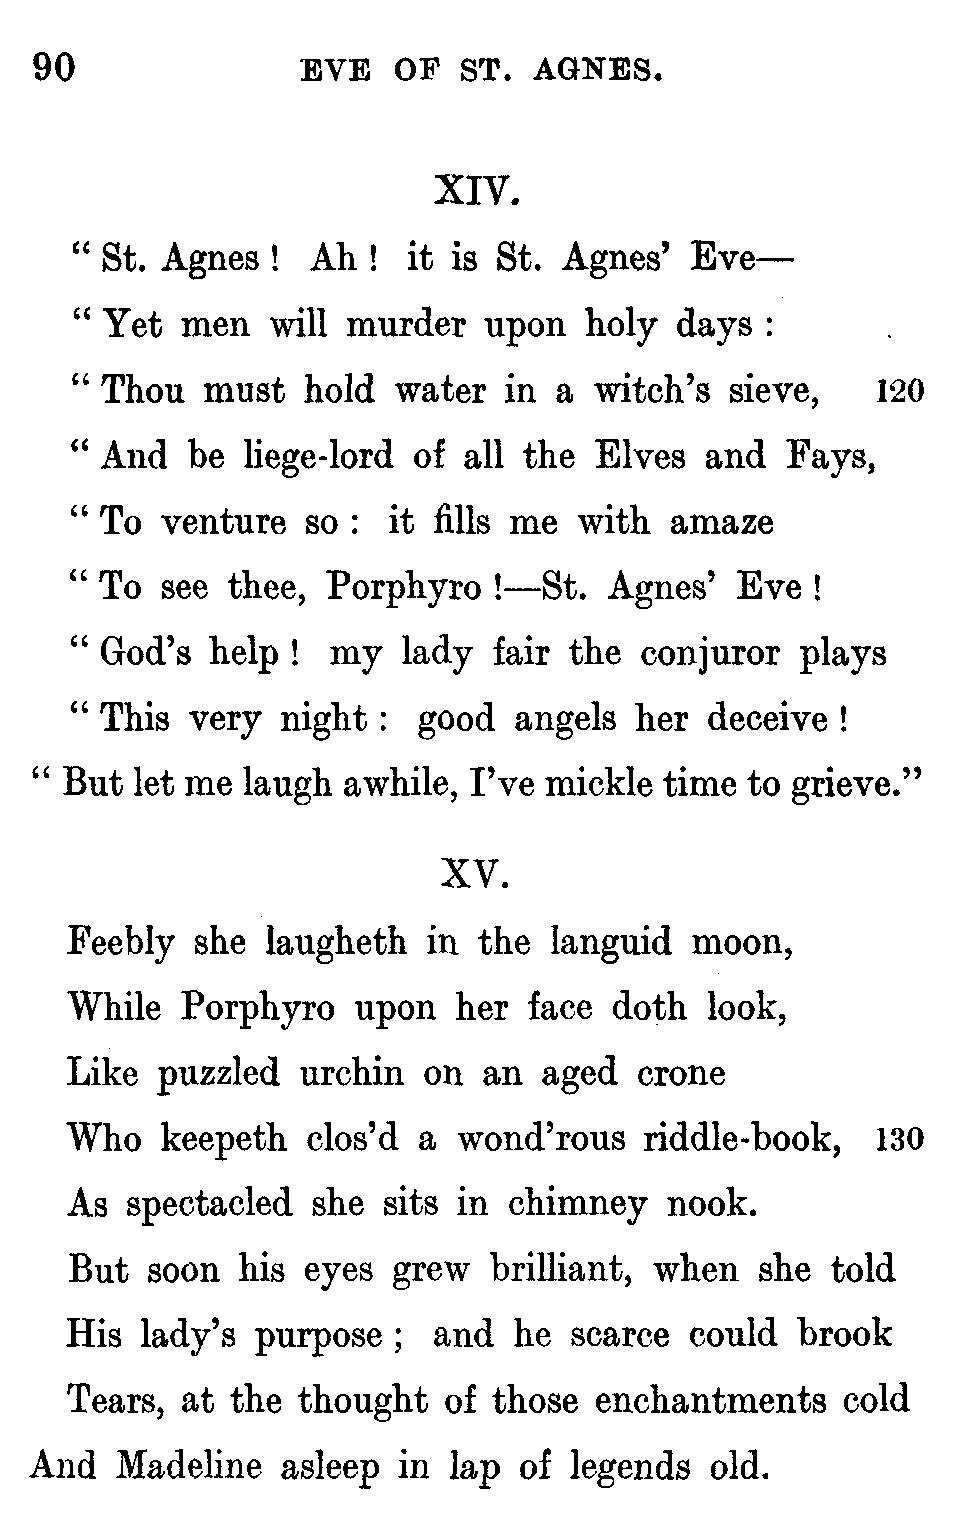 90 EVE OF ST. AGNES.
XIV.
“ St. Agnes ! Ah ! it is St. Agnes’ Eve—
“ Yet men will murder upon holy days :
“ Thou must hold water in a witch’s sieve, 120
“ And be liege-lord of all the Elves and Fays,
“ To venture so : it fills me with amaze
“ To see thee, Porphyro !—St. Agnes’ Eve !
“ God’s help ! my lady fair the conjuror plays
“ This very night : good angels her deceive !
“ But let me laugh awhile, I’ve mickle time to grieve.”
XV.
Feebly she laugheth in the languid moon,
While Porphyro upon her face doth look,
Like puzzled urchin on an aged crone
Who keepeth clos’d a wond’rous riddle-book, 130
As spectacled she sits in chimney nook.
But soon his eyes grew brilliant, when she told
His lady’s purpose ; and he scarce could brook
Tears, at the thought of those enchantments cold
And Madeline asleep in lap of legends old.